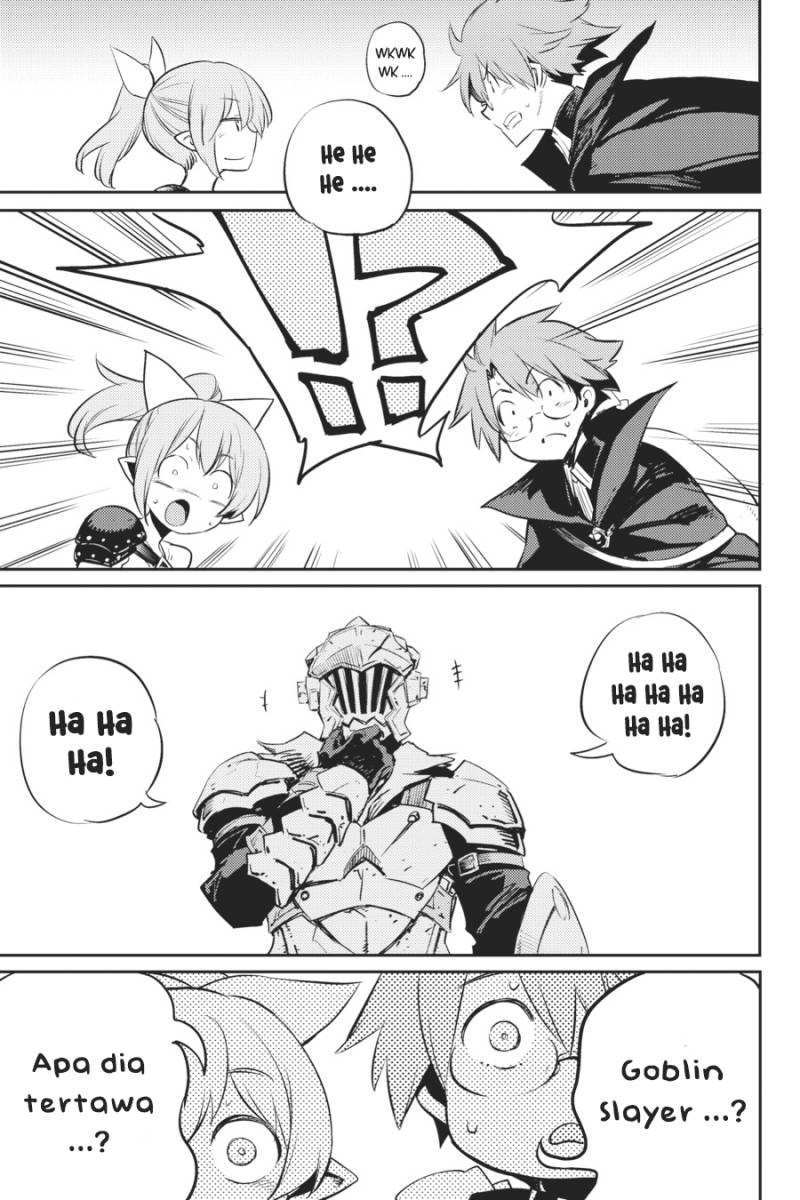 WKWK
WK ....
He He
He ....
!?
Ha Ha
Ha Ha Ha
Ha Ha!
Ha Ha
Ha!
Goblin
slayer ...?
Apa dia
tertawa
...?